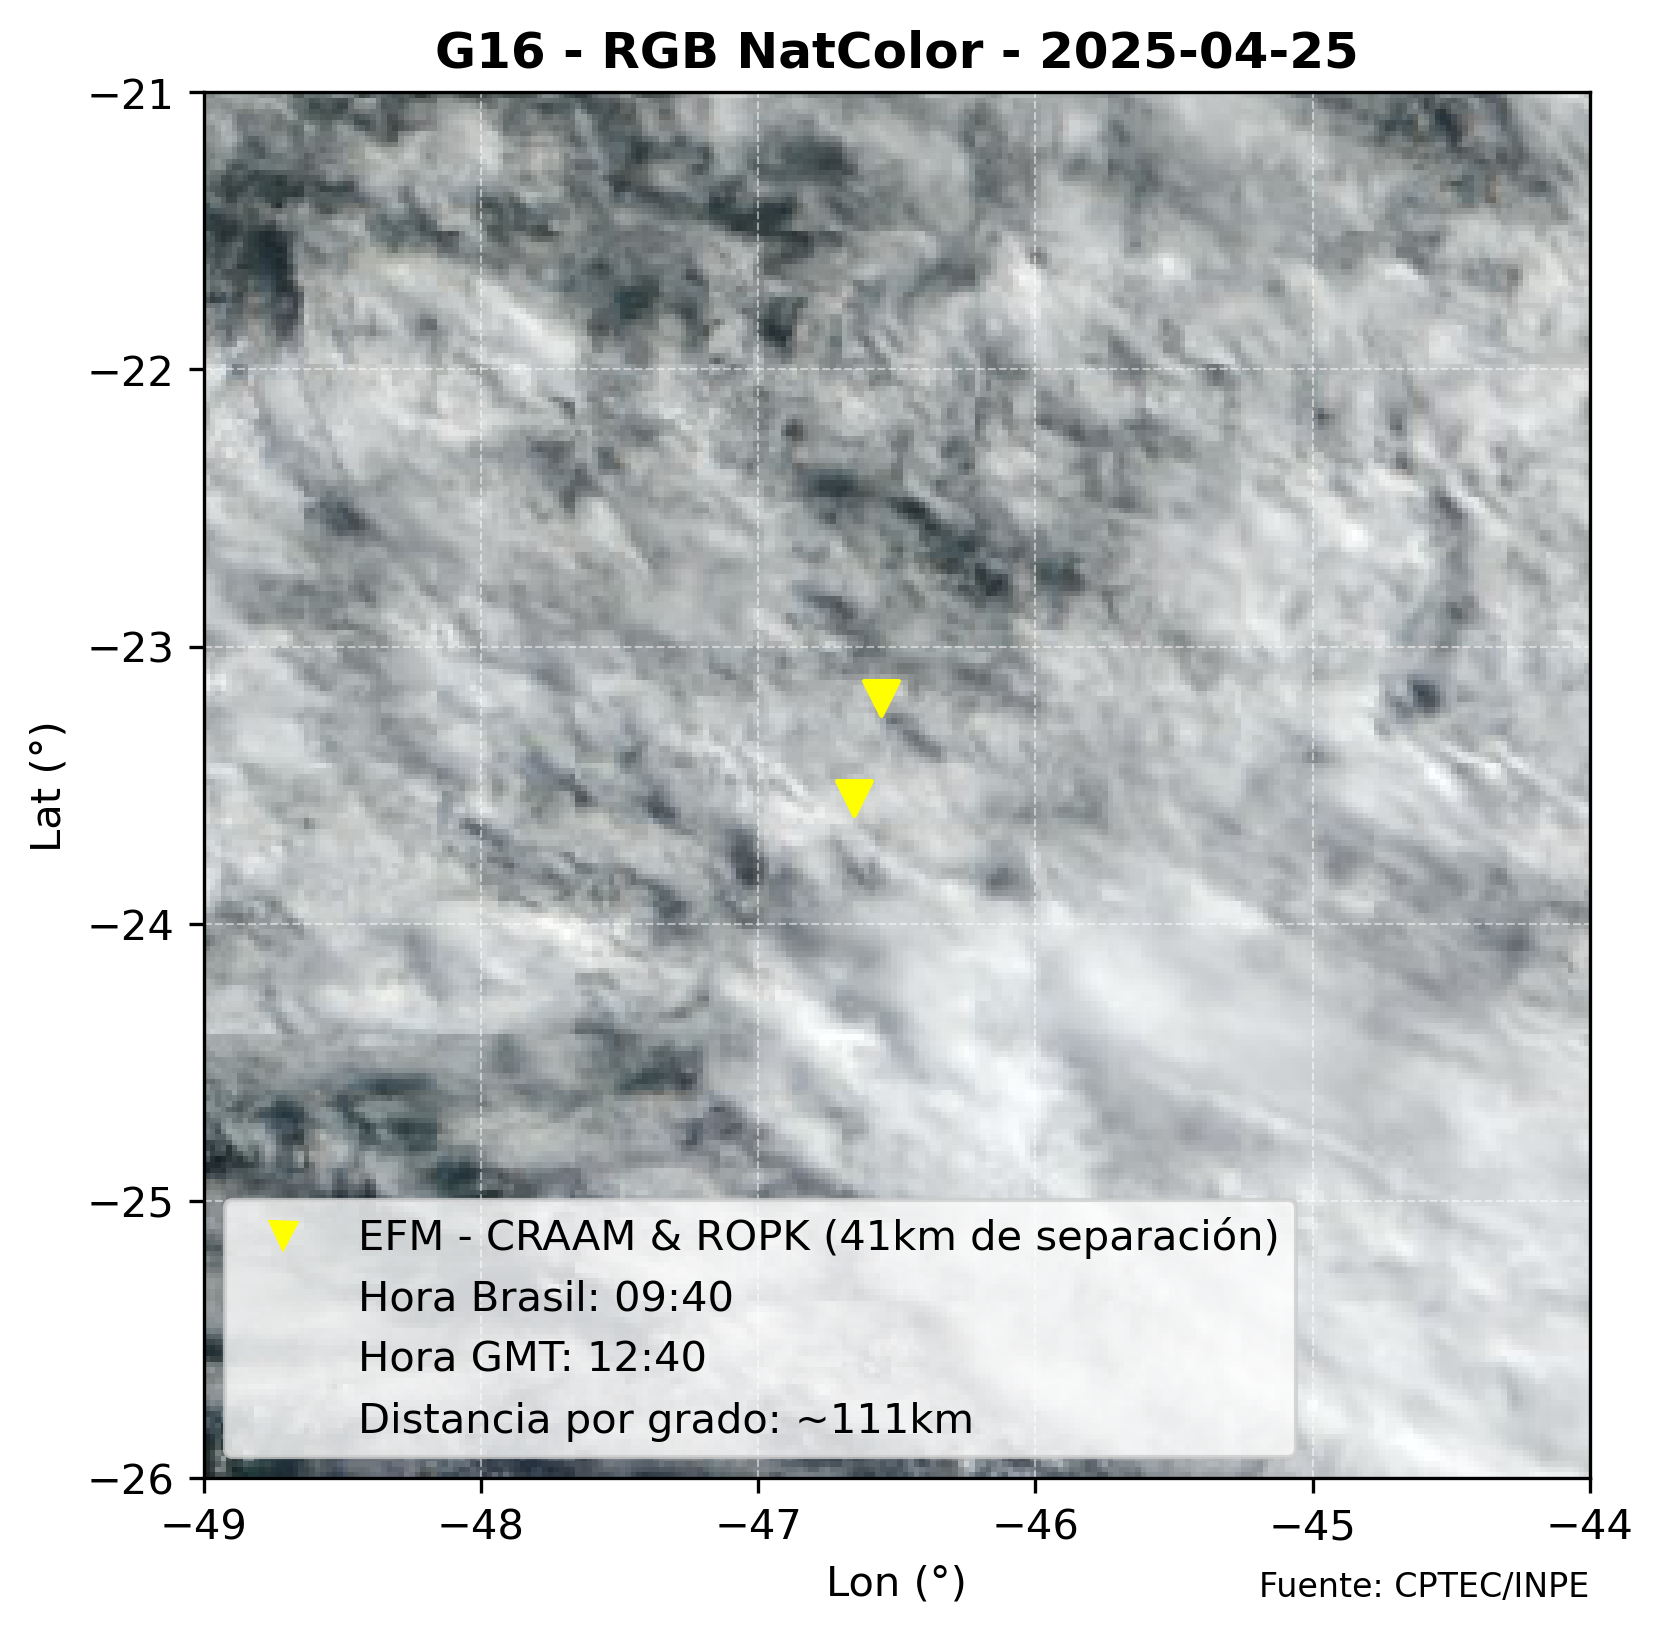 G16 - RGB NatColor - 2025-04-25
−21
−22
−23
−24
−25
−26
Lat (°)
EFM - CRAAM & ROPK (41km de separación)
Hora Brasil: 09:40
Hora GMT: 12:40
Distancia por grado: ~111km
−49 −48 −47 −46 −45 −44
Lon (°)
Fuente: CPTEC/INPE